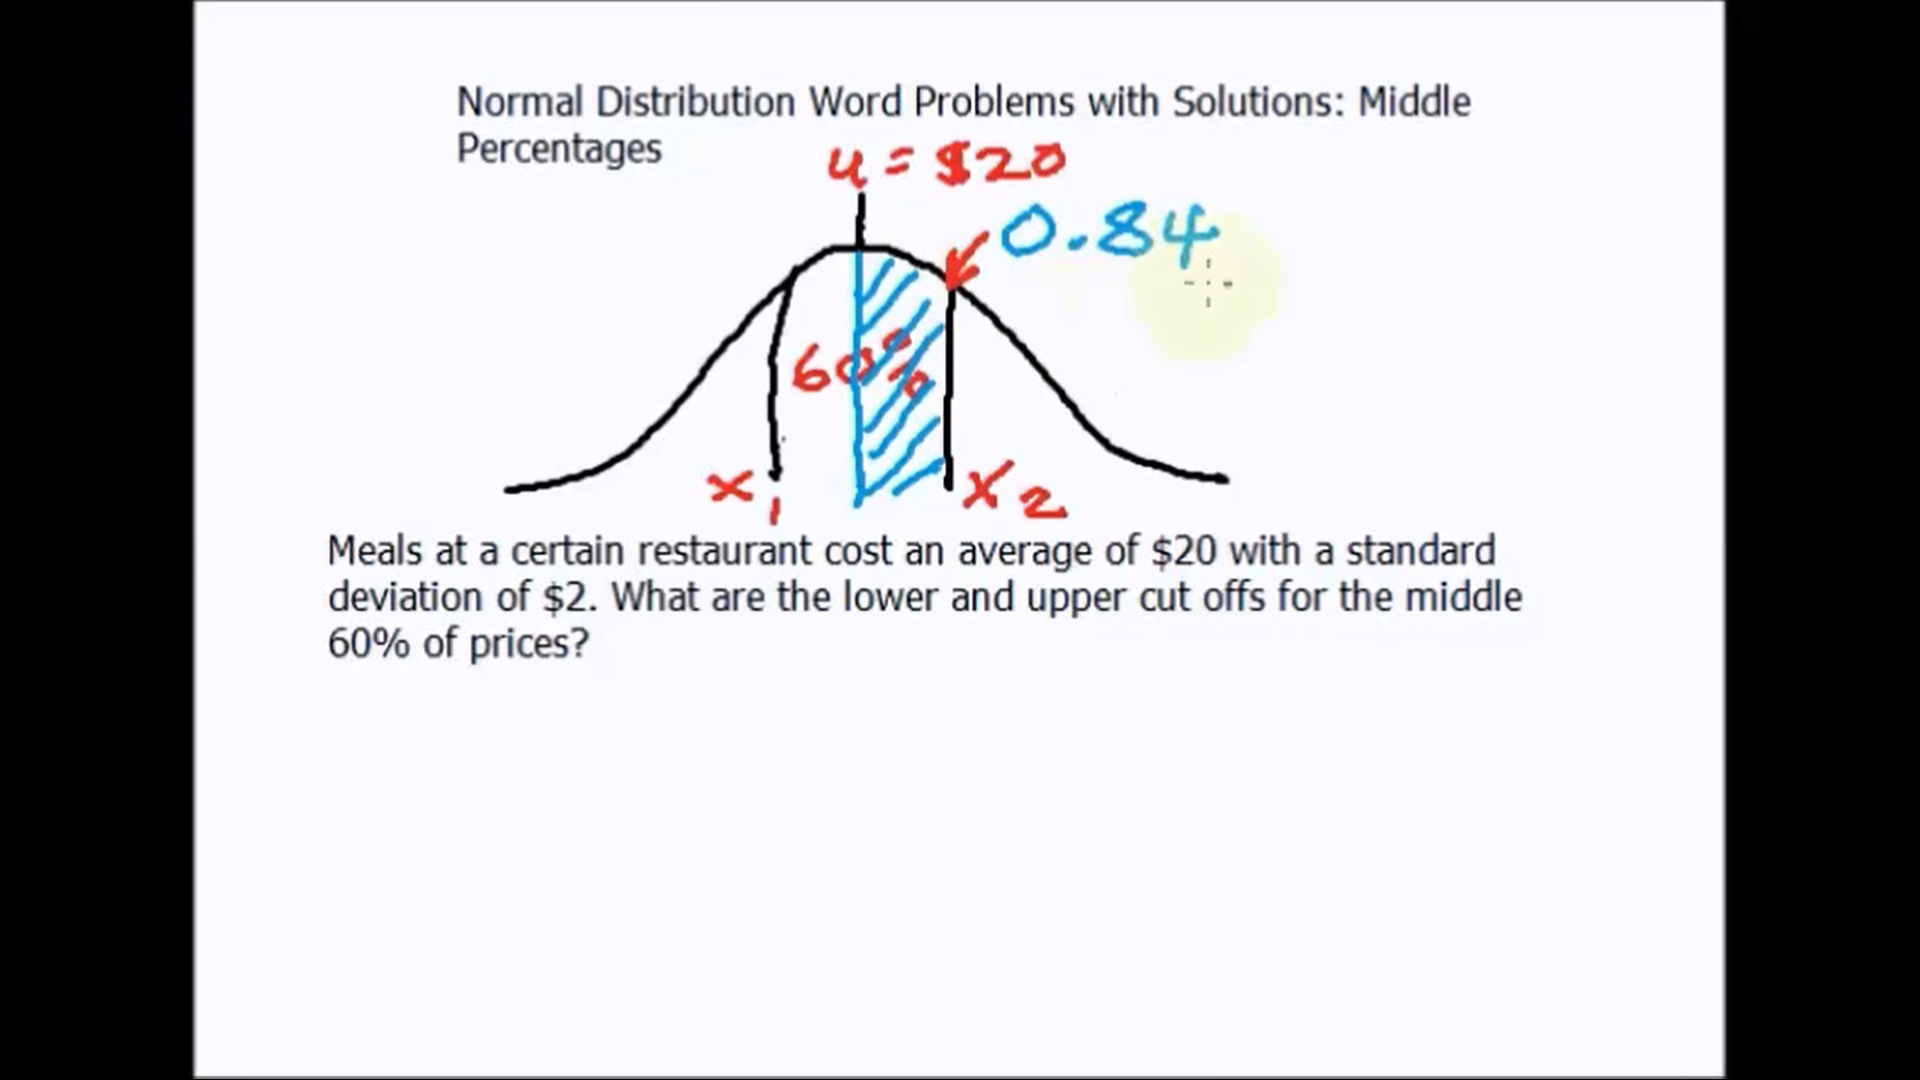 Normal Distribution Word Problems with Solutions: Middle
Percentages
u = $20
0.84
60%
x1
x2
Meals at a certain restaurant cost an average of $20 with a standard
deviation of $2. What are the lower and upper cut offs for the middle
60% of prices?